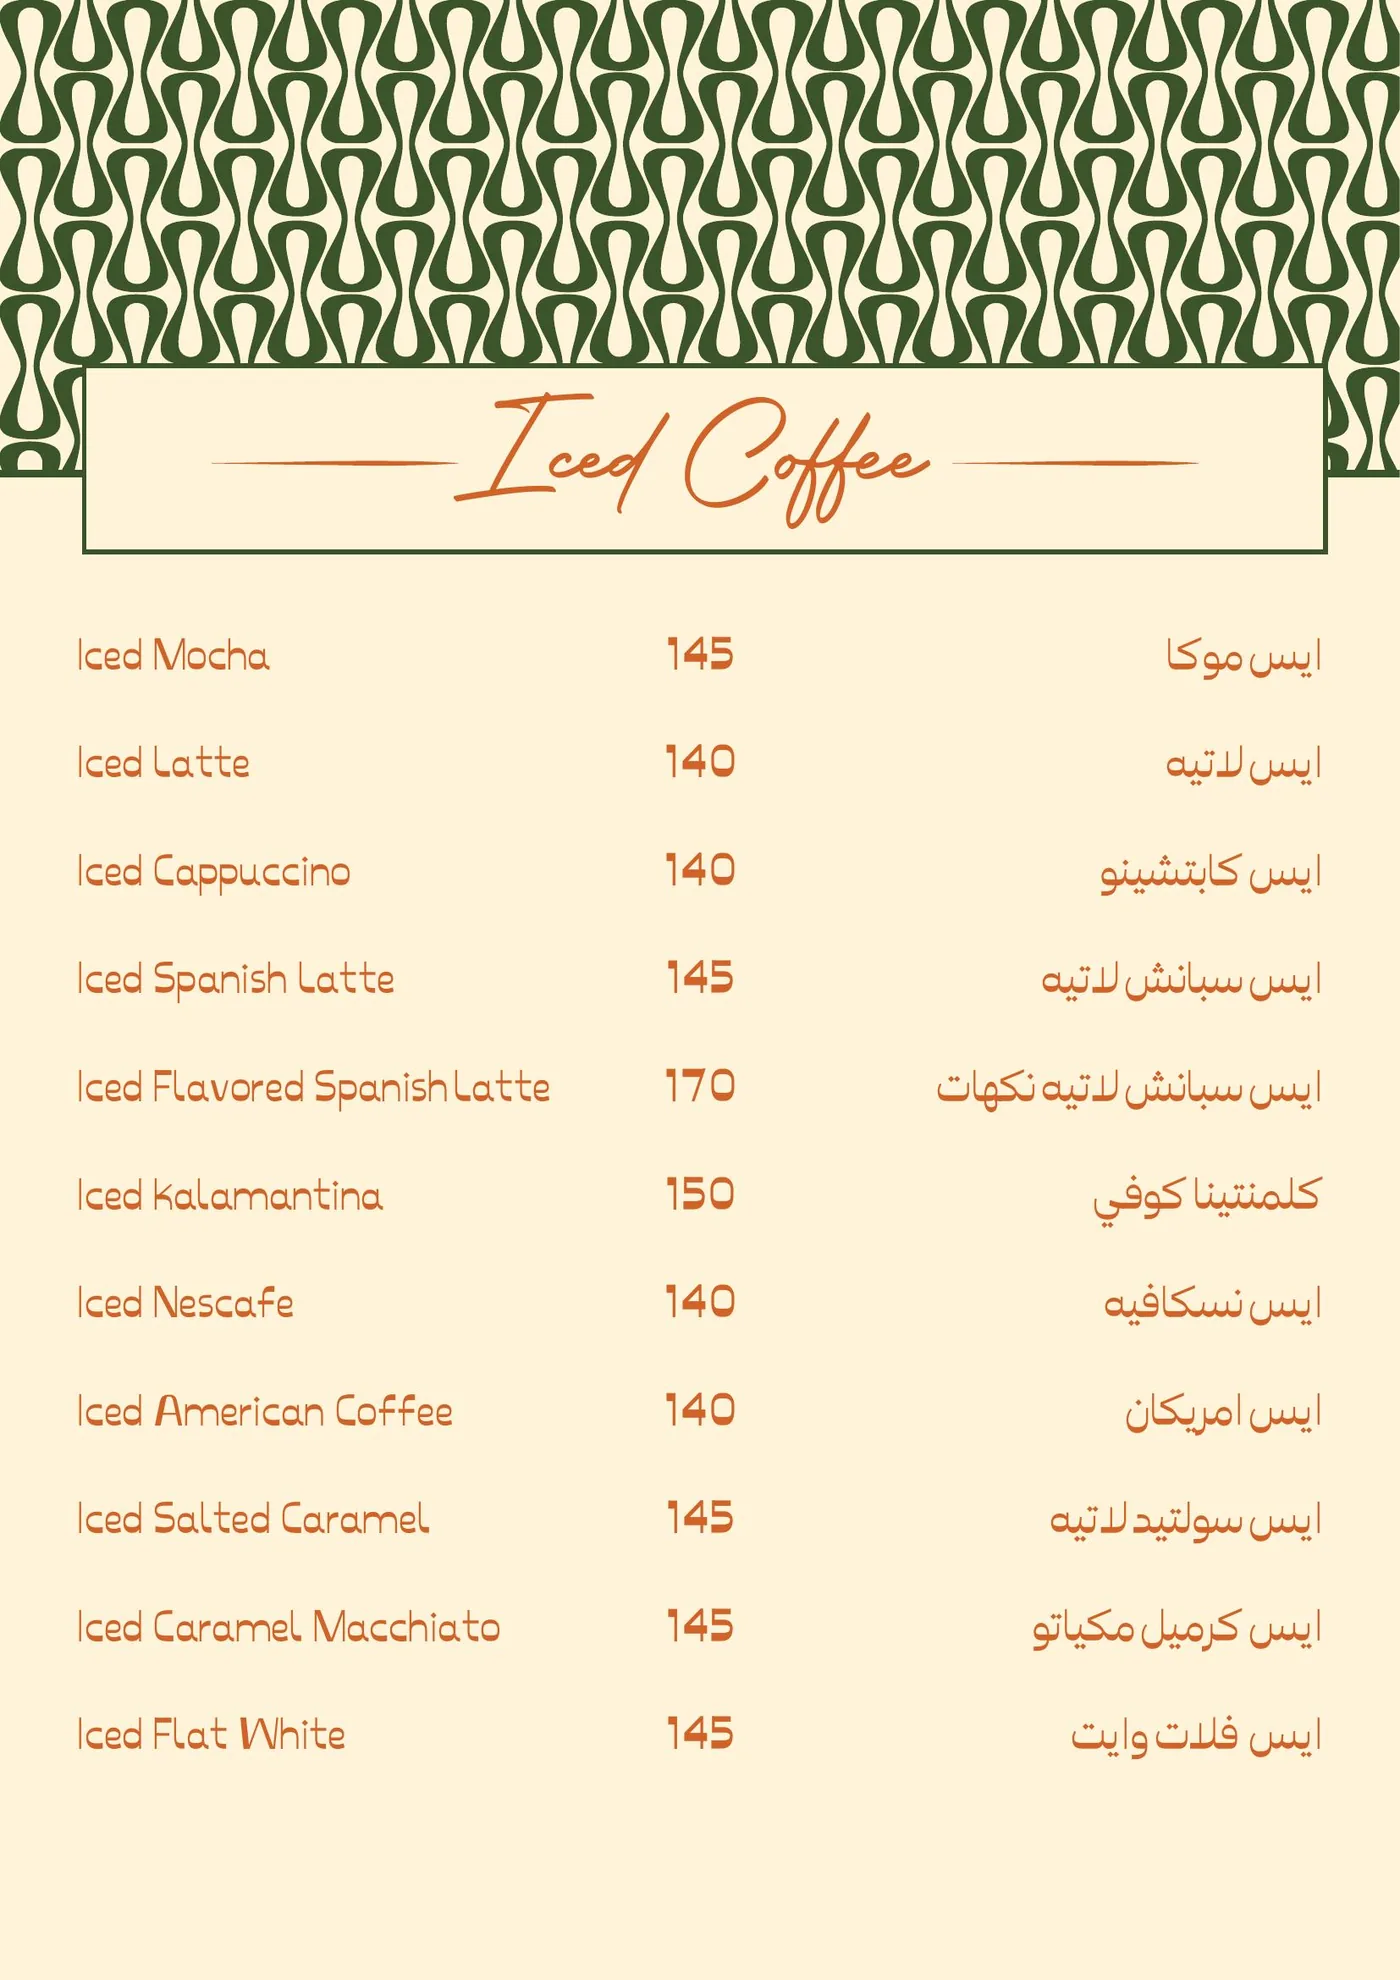 Iced Coffee
Iced Mocha 145 ايس موكا
Iced Latte 140 ايس لاتيه
Iced Cappuccino 140 ايس كابتشينو
Iced Spanish Latte 145 ايس سبانش لاتيه
Iced Flavored Spanish Latte 170 ايس سبانش لاتيه نكهات
Iced Kalamantina 150 كلمنتينا كوفي
Iced Nescafe 140 ايس نسكافيه
Iced American Coffee 140 ايس امريكان
Iced Salted Caramel 145 ايس سولتيد لاتيه
Iced Caramel Macchiato 145 ايس كرميل مكياتو
Iced Flat White 145 ايس فلات وايت